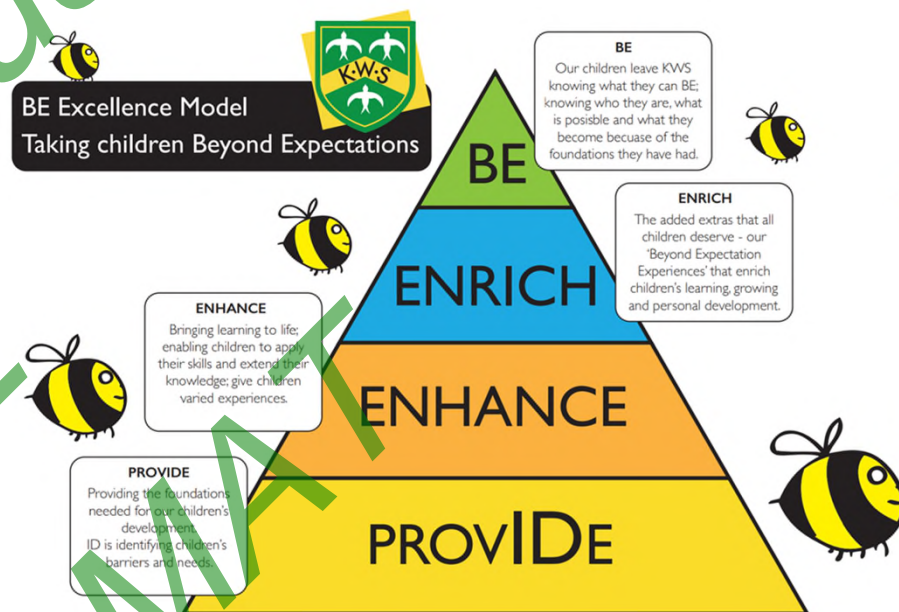 BE Excellence Model
Taking children Beyond Expectations
K·W·S
BE
Our children leave KWS
knowing what they can BE;
knowing who they are, what
is posisble and what they
become becuase of the
foundations they have had.
BE
ENRICH
The added extras that all
children deserve - our
'Beyond Expectation
Experiences' that enrich
children's learning, growing
and personal development.
ENRICH
ENHANCE
Bringing learning to life;
enabling children to apply
their skills and extend their
knowledge; give children
varied experiences.
ENHANCE
PROVIDE
Providing the foundations
needed for our children's
development.
ID is identifying children's
barriers and needs.
PROVIDE
MAT